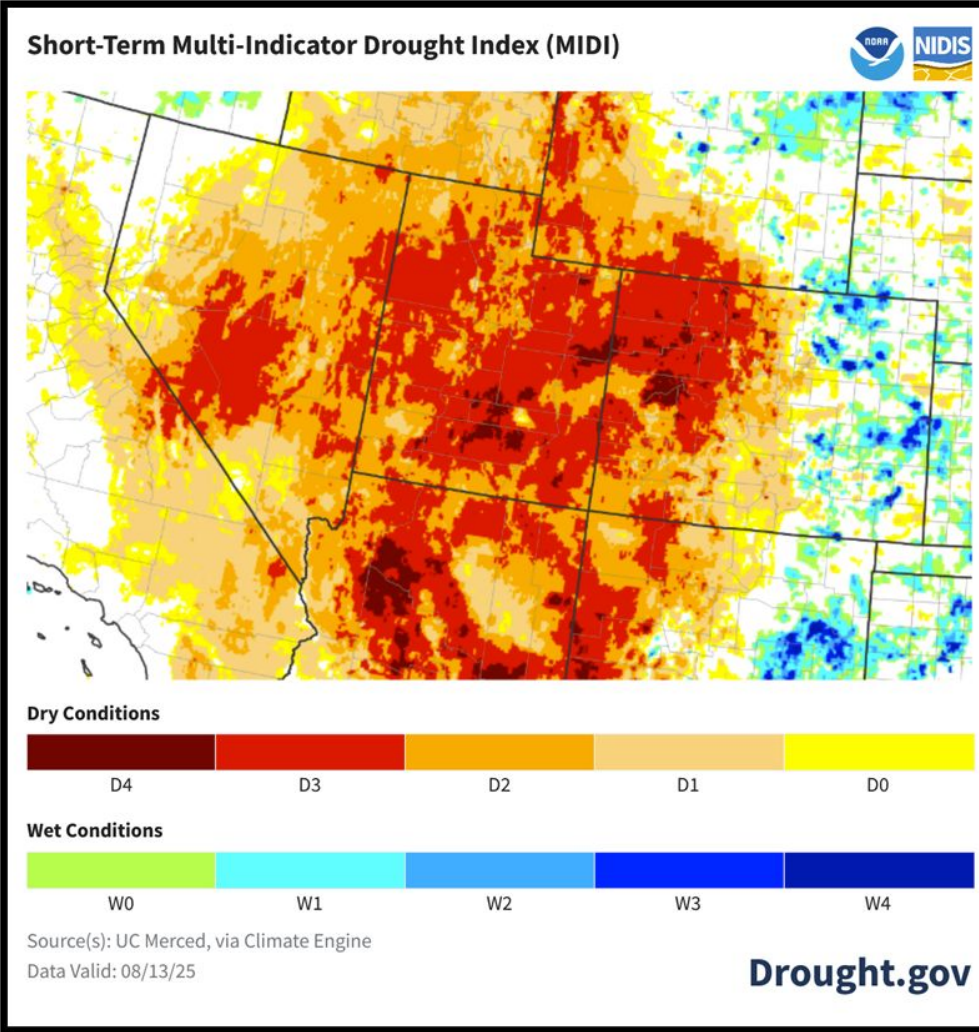 Short-Term Multi-Indicator Drought Index (MIDI)
NOAA
NIDIS
Dry Conditions
D4
D3
D2
D1
D0
Wet Conditions
W0
W1
W2
W3
W4
Source(s): UC Merced, via Climate Engine
Data Valid: 08/13/25
Drought.gov